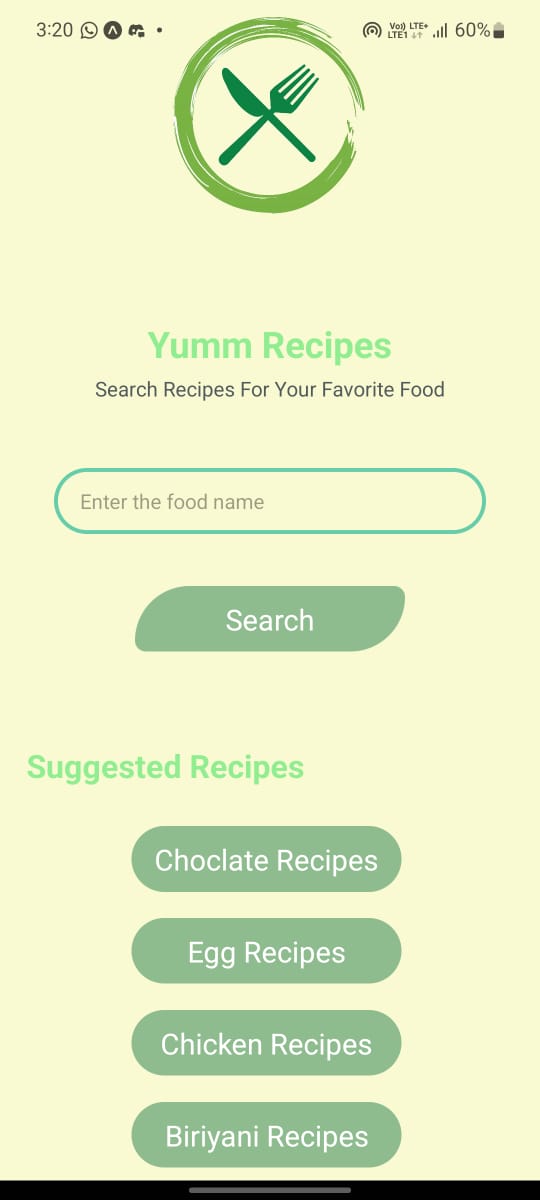 3:20
Vo)) LTE+
LTE1 ↓↑
60%
Yumm Recipes
Search Recipes For Your Favorite Food
Enter the food name
Search
Suggested Recipes
Choclate Recipes
Egg Recipes
Chicken Recipes
Biriyani Recipes